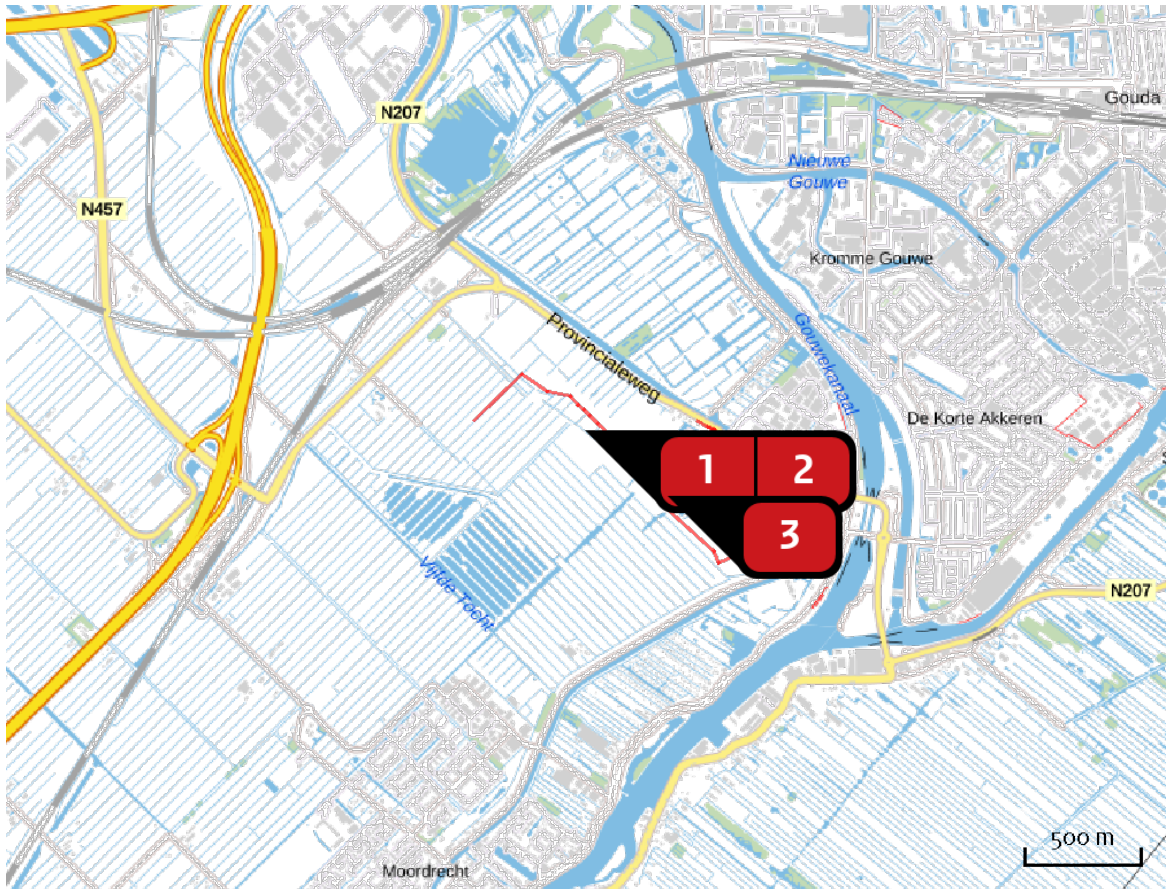 Gouda
N207
Nieuwe
Gouwe
N457
Kromme Gouwe
Provincialeweg
Gouwekanaal
De Korte Akkeren
1
2
3
Vijfde Tocht
N207
500 m
Moordrecht